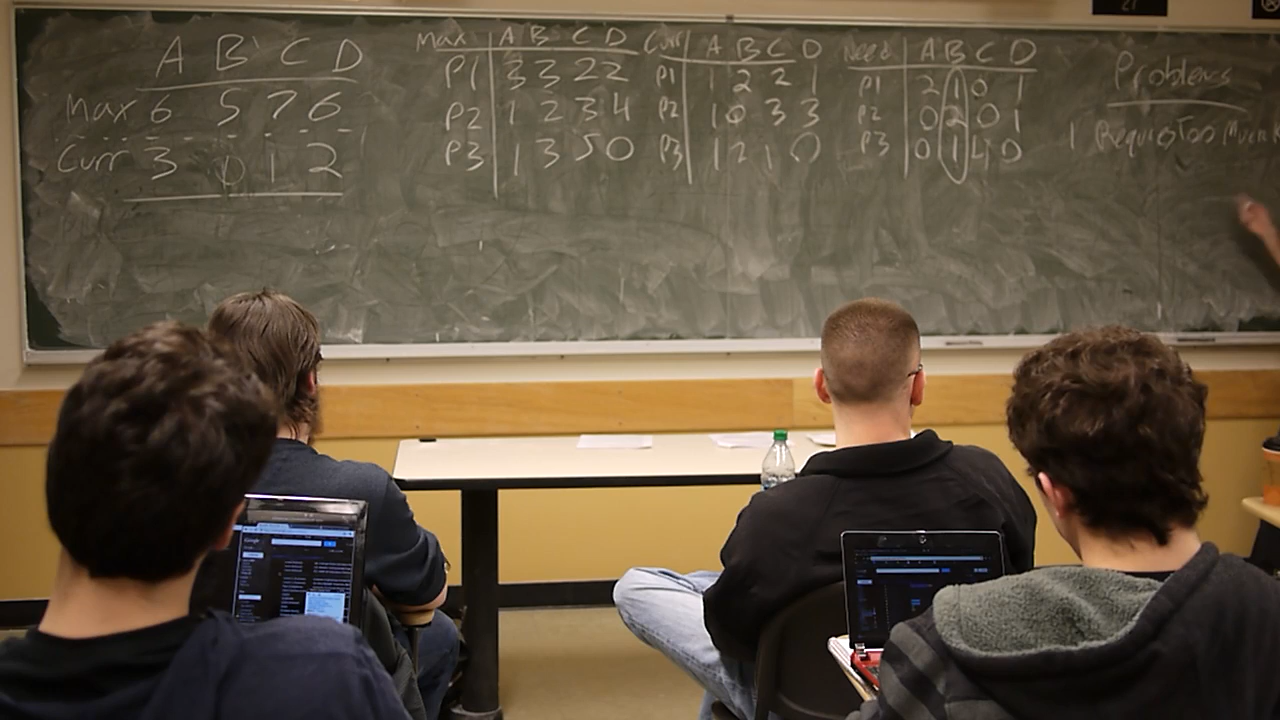 A B C D
Max 6 5 7 6
Curr 3 0 1 2
Max A B C D
P1 3 3 2 2
P2 1 2 3 4
P3 1 3 5 0
Curr A B C D
P1 1 2 2 1
P2 1 0 3 3
P3 1 2 1 0
Need A B C D
P1 2 1 0 1
P2 0 2 0 1
P3 0 1 4 0
Problems
1 Requires Too Much
Google